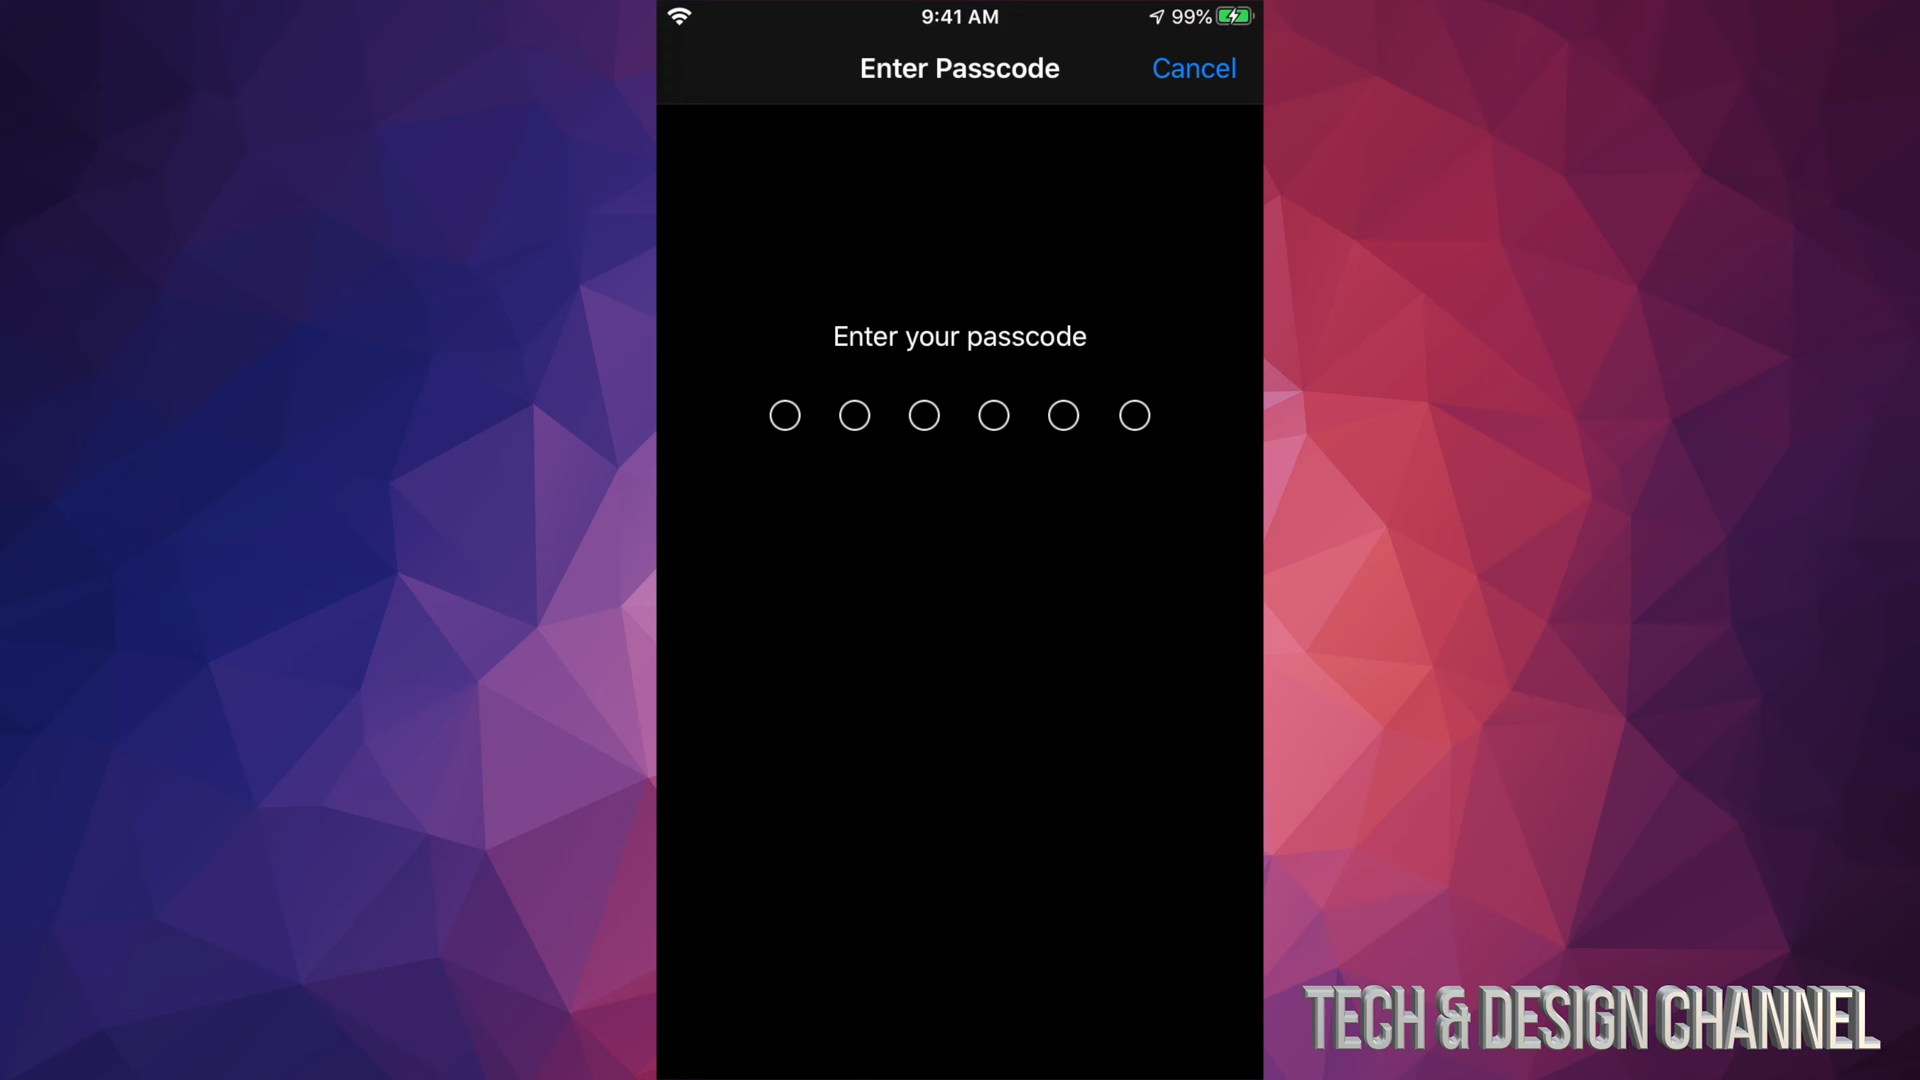 9:41 AM
99%
Enter Passcode
Cancel
Enter your passcode
TECH & DESIGN CHANNEL